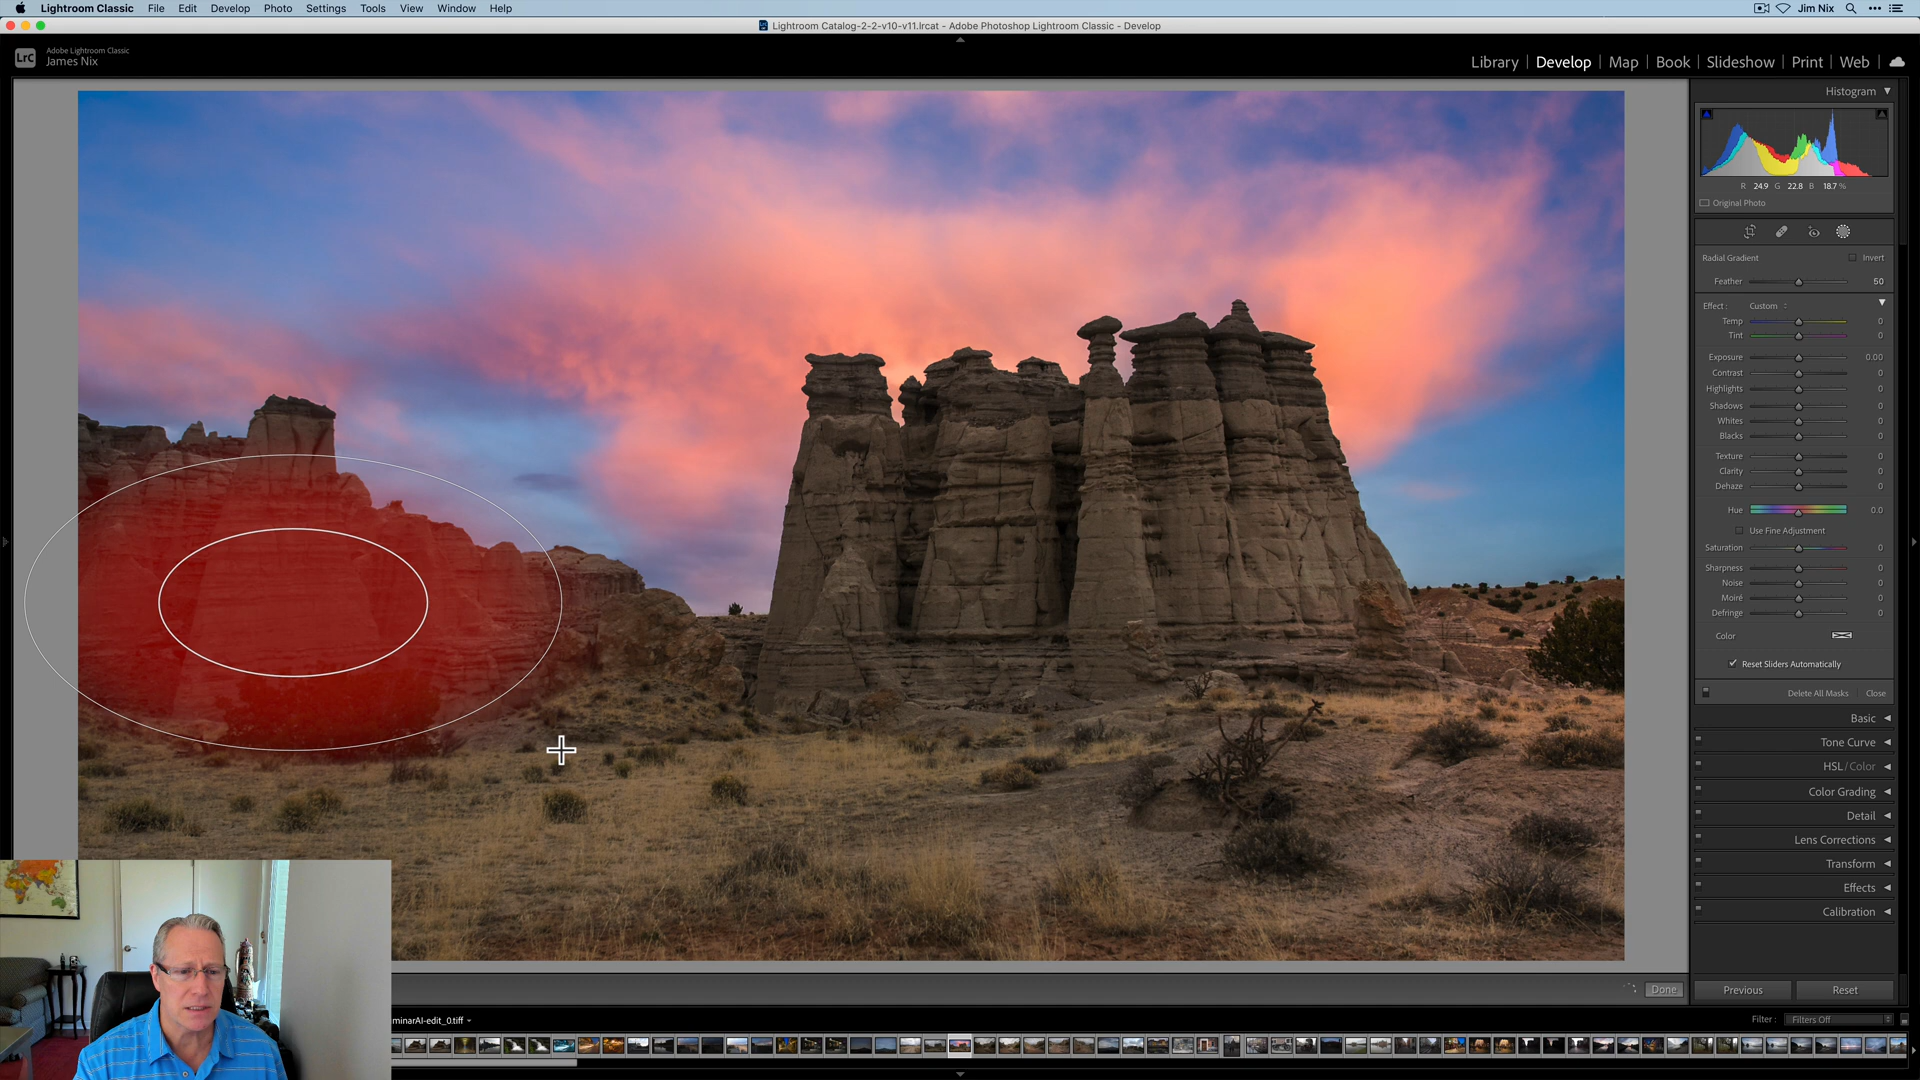 Lightroom Classic File Edit Develop Photo Settings Tools View Window Help Jim Nix
Lightroom Catalog-2-2-v10-v11.lrcat - Adobe Photoshop Lightroom Classic - Develop
LrC
Adobe Lightroom Classic
James Nix
Library | Develop | Map | Book | Slideshow | Print | Web
Histogram
R 24.9 G 22.8 B 18.7 %
Original Photo
Radial Gradient Invert
Feather 50
Effect : Custom
Temp 0
Tint 0
Exposure 0.00
Contrast 0
Highlights 0
Shadows 0
Whites 0
Blacks 0
Texture 0
Clarity 0
Dehaze 0
Hue 0.0
Use Fine Adjustment
Saturation 0
Sharpness 0
Noise 0
Moiré 0
Defringe 0
Color
Reset Sliders Automatically
Delete All Masks Close
Basic
Tone Curve
HSL / Color
Color Grading
Detail
Lens Corrections
Transform
Effects
Calibration
Done
Previous Reset
minarAI-edit_0.tiff
Filter : Filters Off